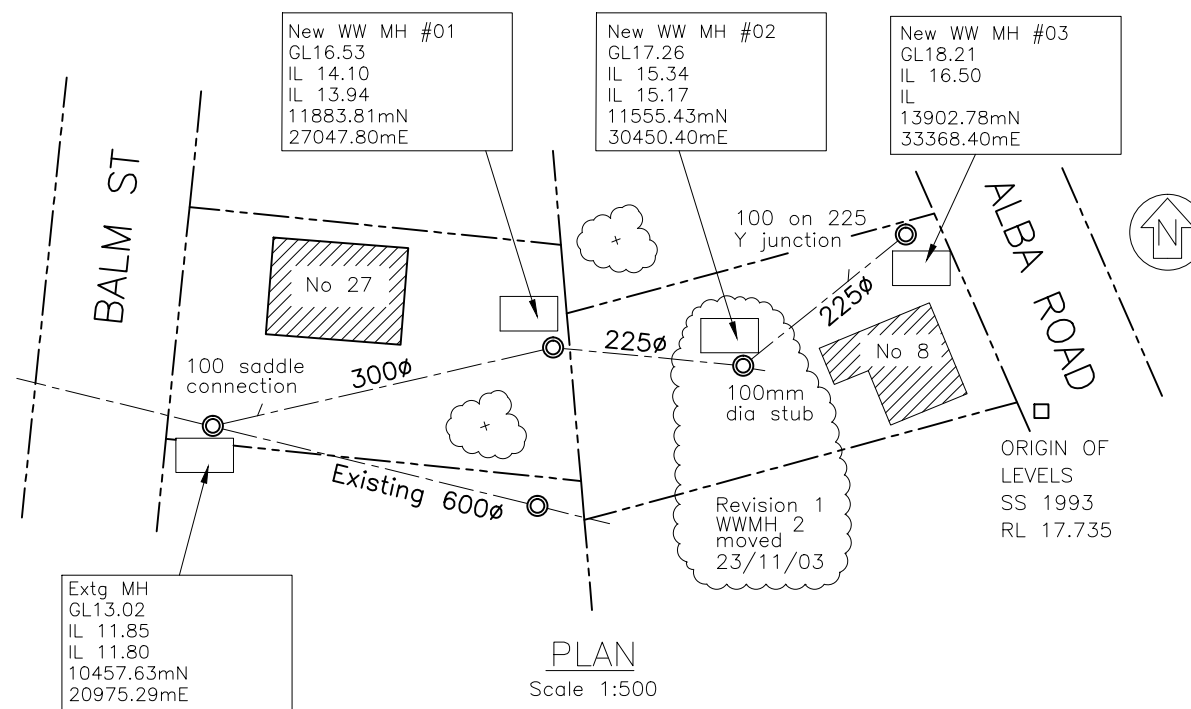 New WW MH #01
GL16.53
IL 14.10
IL 13.94
11883.81mN
27047.80mE
New WW MH #02
GL17.26
IL 15.34
IL 15.17
11555.43mN
30450.40mE
New WW MH #03
GL18.21
IL 16.50
IL
13902.78mN
33368.40mE
BALM ST
ALBA ROAD
N
No 27
100 on 225
Y junction
225ø
225ø
No 8
100 saddle
connection
300ø
100mm
dia stub
Existing 600ø
ORIGIN OF
LEVELS
SS 1993
RL 17.735
Revision 1
WWMH 2
moved
23/11/03
Extg MH
GL13.02
IL 11.85
IL 11.80
10457.63mN
20975.29mE
PLAN
Scale 1:500